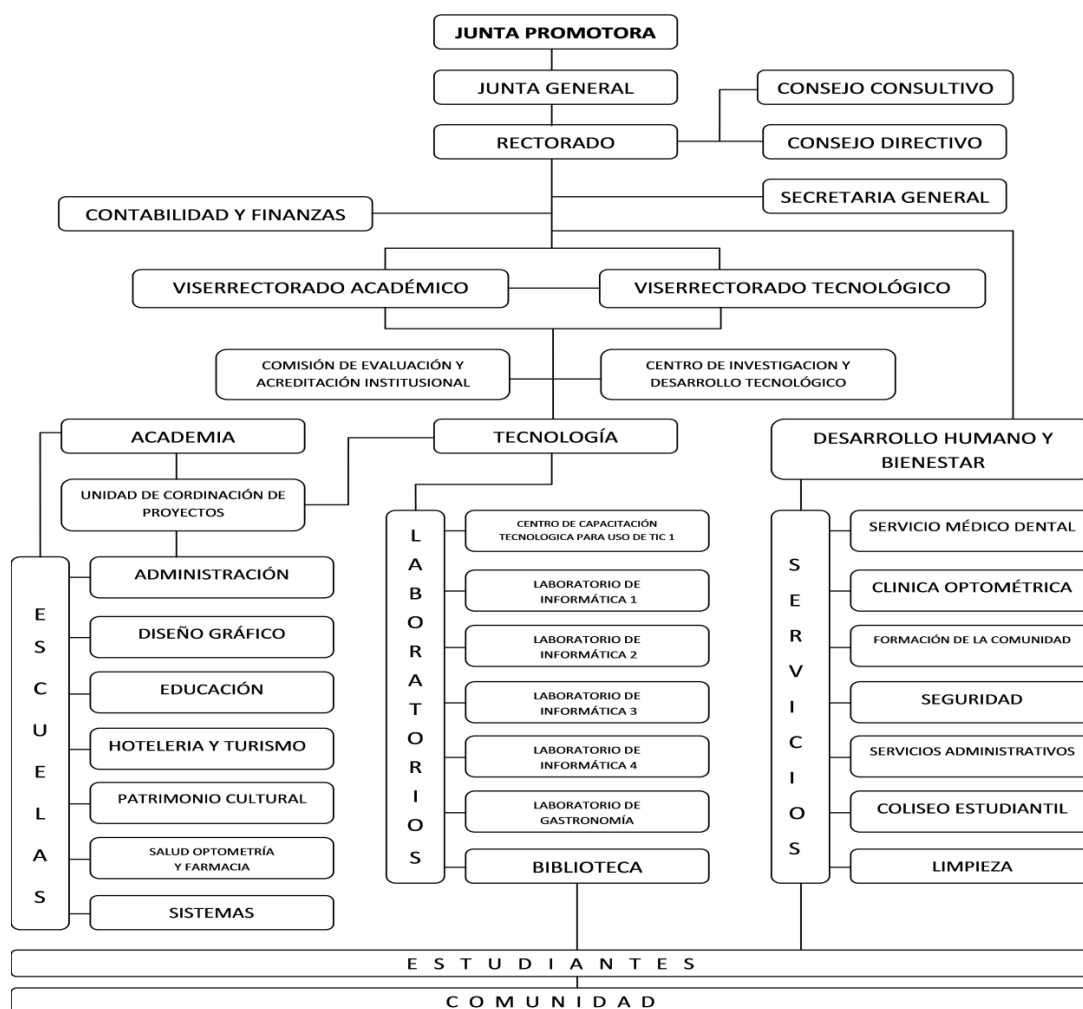 JUNTA PROMOTORA
JUNTA GENERAL
CONSEJO CONSULTIVO
RECTORADO
CONSEJO DIRECTIVO
SECRETARIA GENERAL
CONTABILIDAD Y FINANZAS
VISERRECTORADO ACADÉMICO
VISERRECTORADO TECNOLÓGICO
COMISIÓN DE EVALUACIÓN Y
ACREDITACIÓN INSTITUCIONAL
CENTRO DE INVESTIGACION Y
DESARROLLO TECNOLÓGICO
ACADEMIA
TECNOLOGÍA
DESARROLLO HUMANO Y
BIENESTAR
UNIDAD DE CORDINACIÓN DE
PROYECTOS
ESCUELAS
ADMINISTRACIÓN
DISEÑO GRÁFICO
EDUCACIÓN
HOTELERIA Y TURISMO
PATRIMONIO CULTURAL
SALUD OPTOMETRÍA
Y FARMACIA
SISTEMAS
LABORATORIOS
CENTRO DE CAPACITACIÓN
TECNOLOGICA PARA USO DE TIC 1
LABORATORIO DE
INFORMÁTICA 1
LABORATORIO DE
INFORMÁTICA 2
LABORATORIO DE
INFORMÁTICA 3
LABORATORIO DE
INFORMÁTICA 4
LABORATORIO DE
GASTRONOMÍA
BIBLIOTECA
SERVICIOS
SERVICIO MÉDICO DENTAL
CLINICA OPTOMÉTRICA
FORMACIÓN DE LA COMUNIDAD
SEGURIDAD
SERVICIOS ADMINISTRATIVOS
COLISEO ESTUDIANTIL
LIMPIEZA
ESTUDIANTES
COMUNIDAD